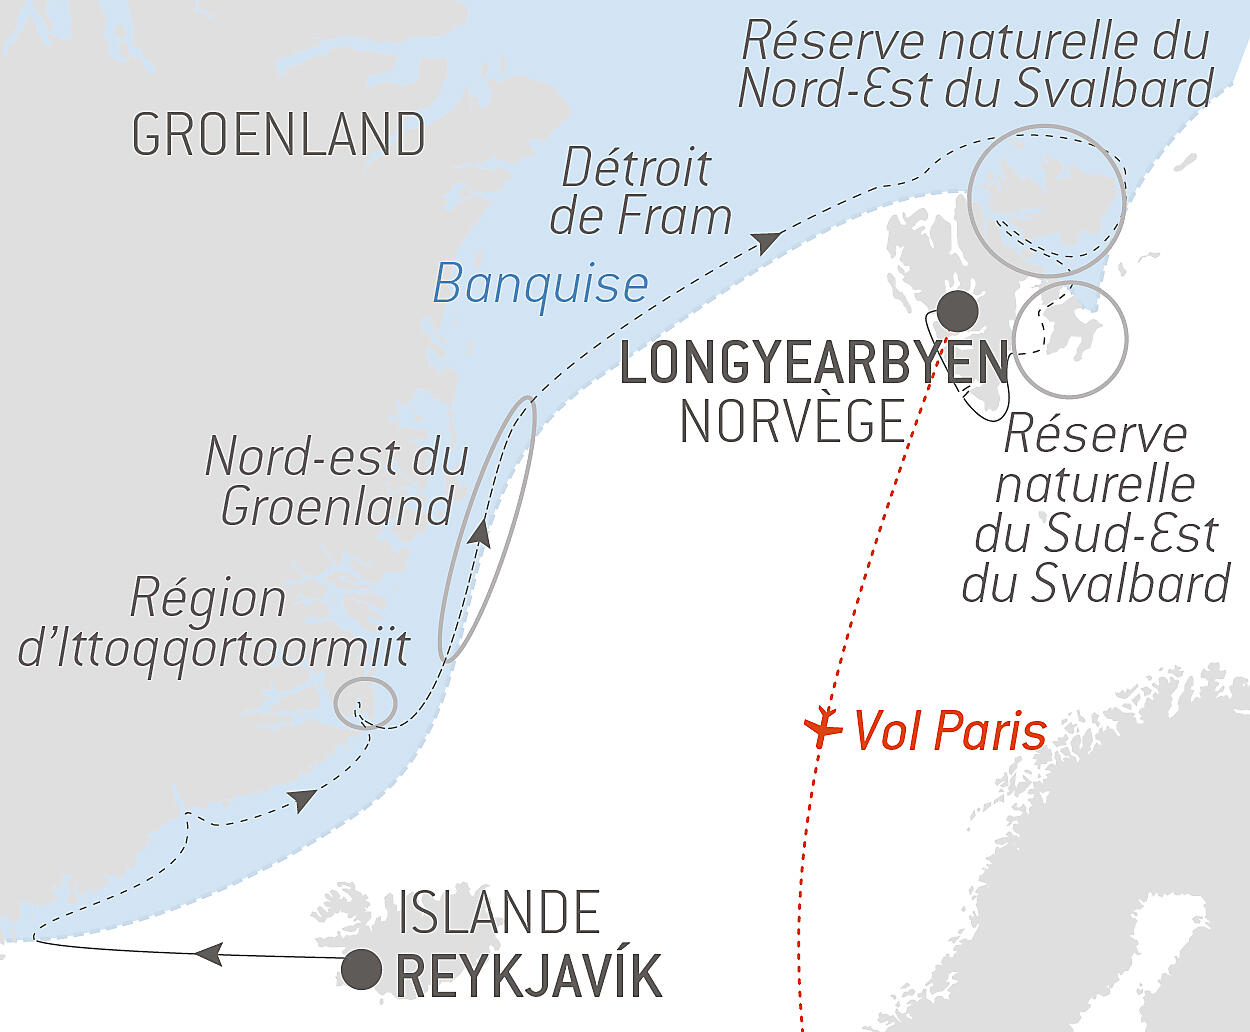 Réserve naturelle du
Nord-Est du Svalbard
GROENLAND
Détroit
de Fram
Banquise
LONGYEARBYEN
NORVÈGE
Réserve
naturelle
du Sud-Est
du Svalbard
Nord-est du
Groenland
Région
d'Ittoqqortoormiit
Vol Paris
ISLANDE
REYKJAVÍK